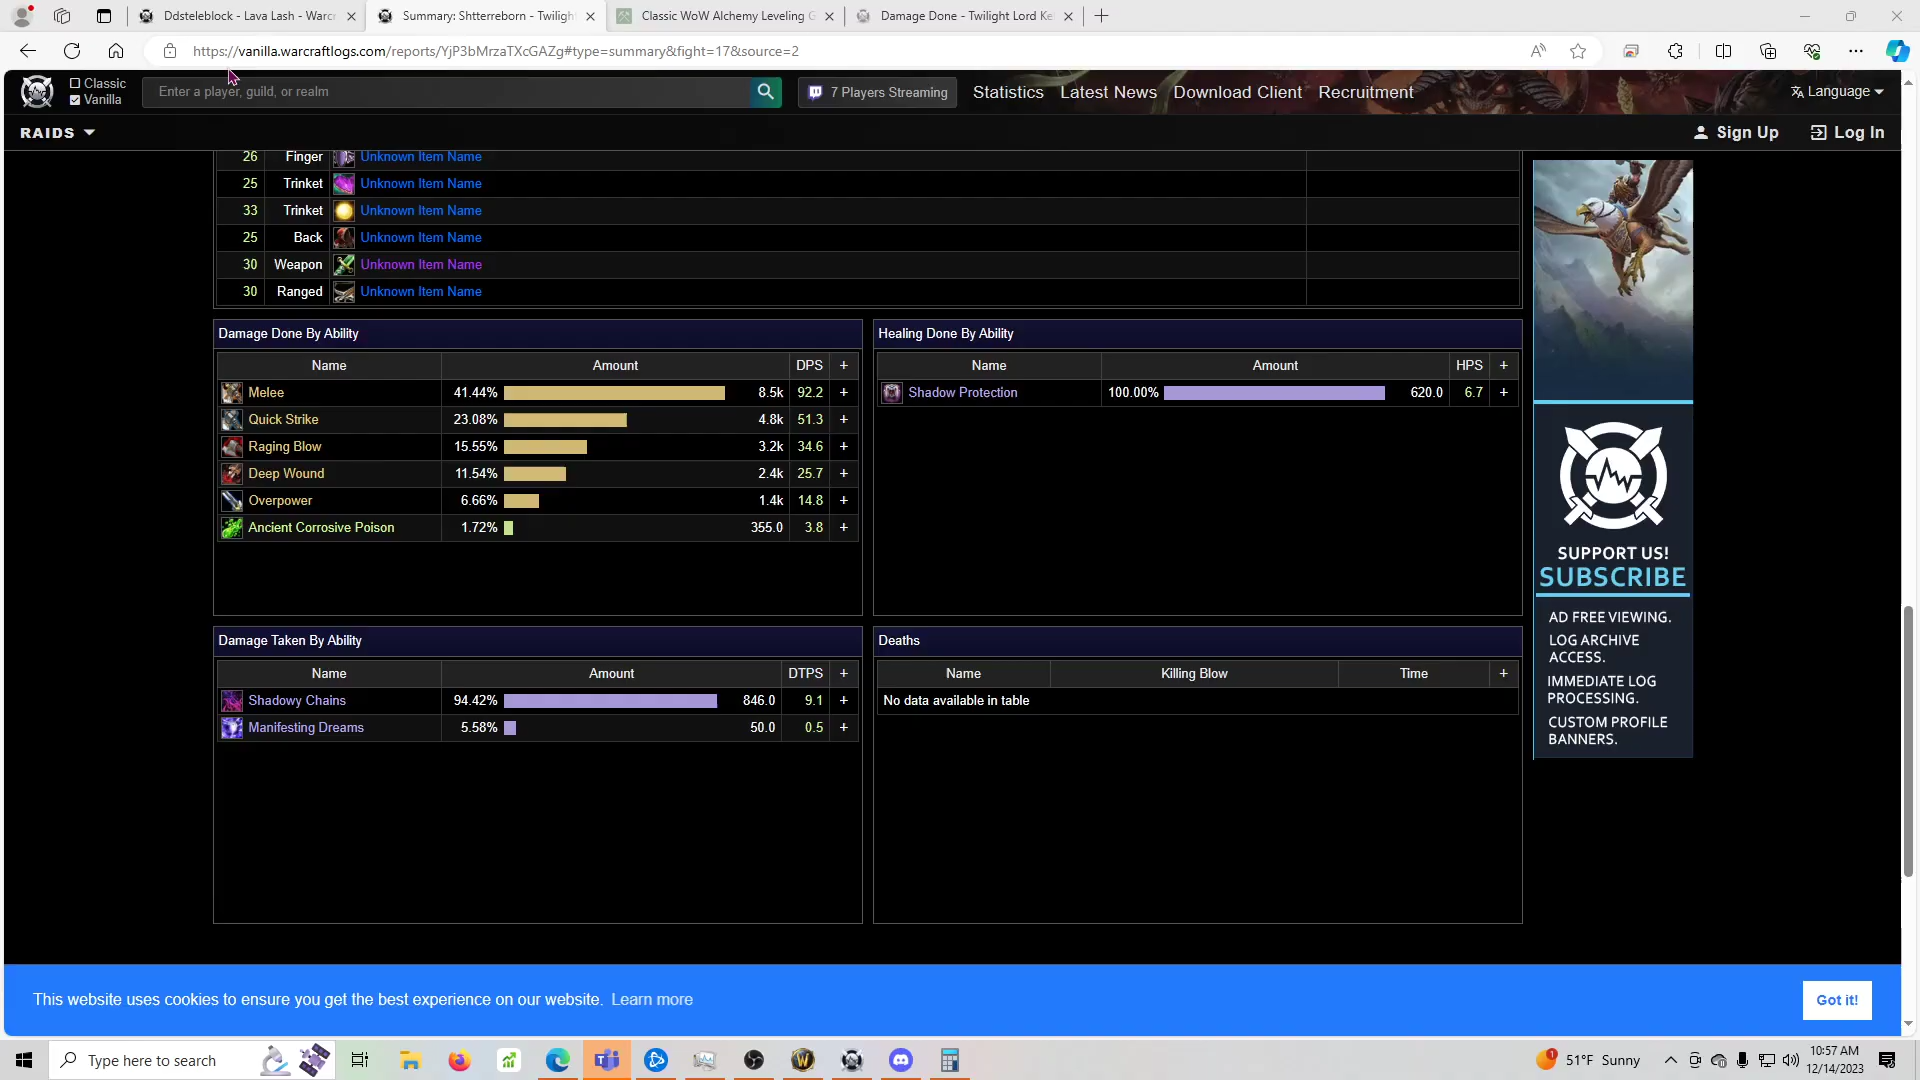 Ddsteleblock - Lava Lash - Warcr
Summary: Shtterreborn - Twiligh
Classic WoW Alchemy Leveling G
Damage Done - Twilight Lord Ke
https://vanilla.warcraftlogs.com/reports/YjP3bMrzaTXcGAZg#type=summary&fight=17&source=2
Classic
Vanilla
Enter a player, guild, or realm
7 Players Streaming
Statistics
Latest News
Download Client
Recruitment
Language
RAIDS
Sign Up
Log In
26 Finger Unknown Item Name
25 Trinket Unknown Item Name
33 Trinket Unknown Item Name
25 Back Unknown Item Name
30 Weapon Unknown Item Name
30 Ranged Unknown Item Name
Damage Done By Ability
Name Amount DPS +
Melee 41.44% 8.5k 92.2 +
Quick Strike 23.08% 4.8k 51.3 +
Raging Blow 15.55% 3.2k 34.6 +
Deep Wound 11.54% 2.4k 25.7 +
Overpower 6.66% 1.4k 14.8 +
Ancient Corrosive Poison 1.72% 355.0 3.8 +
Healing Done By Ability
Name Amount HPS +
Shadow Protection 100.00% 620.0 6.7 +
Damage Taken By Ability
Name Amount DTPS +
Shadowy Chains 94.42% 846.0 9.1 +
Manifesting Dreams 5.58% 50.0 0.5 +
Deaths
Name Killing Blow Time +
No data available in table
SUPPORT US!
SUBSCRIBE
AD FREE VIEWING.
LOG ARCHIVE
ACCESS.
IMMEDIATE LOG
PROCESSING.
CUSTOM PROFILE
BANNERS.
This website uses cookies to ensure you get the best experience on our website. Learn more
Got it!
Type here to search
1
51°F Sunny
10:57 AM
12/14/2023